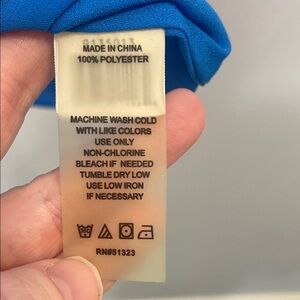 MADE IN CHINA
100% POLYESTER
MACHINE WASH COLD
WITH LIKE COLORS
USE ONLY
NON-CHLORINE
BLEACH IF NEEDED
TUMBLE DRY LOW
USE LOW IRON
IF NECESSARY
RN#51323